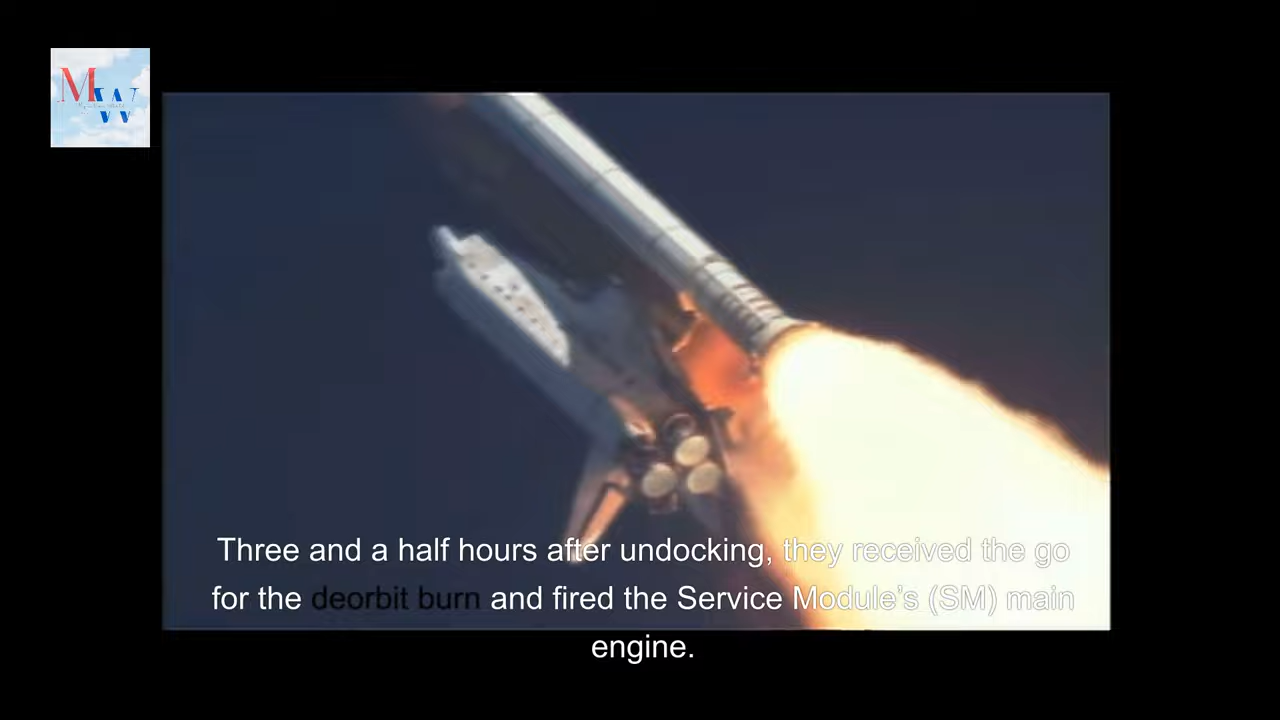 MW
Three and a half hours after undocking, they received the go
for the deorbit burn and fired the Service Module's (SM) main
engine.